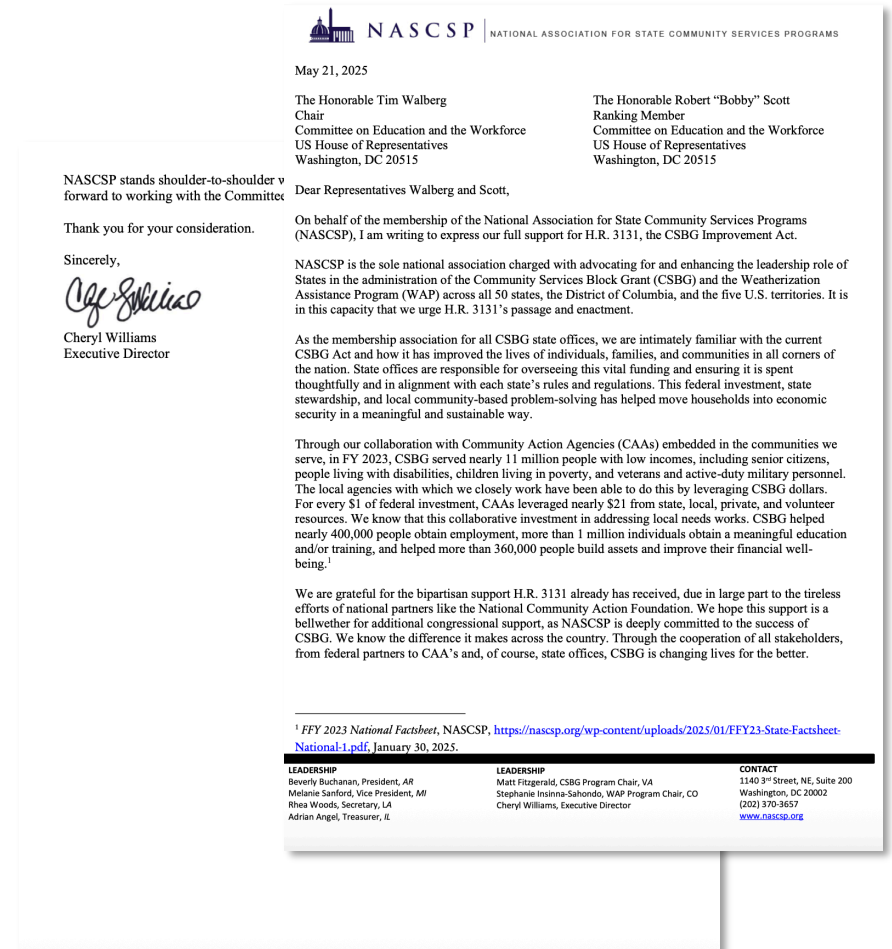 NASCSP NATIONAL ASSOCIATION FOR STATE COMMUNITY SERVICES PROGRAMS
May 21, 2025
The Honorable Tim Walberg
Chair
Committee on Education and the Workforce
US House of Representatives
Washington, DC 20515
The Honorable Robert “Bobby” Scott
Ranking Member
Committee on Education and the Workforce
US House of Representatives
Washington, DC 20515
Dear Representatives Walberg and Scott,
On behalf of the membership of the National Association for State Community Services Programs
(NASCSP), I am writing to express our full support for H.R. 3131, the CSBG Improvement Act.
NASCSP is the sole national association charged with advocating for and enhancing the leadership role of
States in the administration of the Community Services Block Grant (CSBG) and the Weatherization
Assistance Program (WAP) across all 50 states, the District of Columbia, and the five U.S. territories. It is
in this capacity that we urge H.R. 3131’s passage and enactment.
As the membership association for all CSBG state offices, we are intimately familiar with the current
CSBG Act and how it has improved the lives of individuals, families, and communities in all corners of
the nation. State offices are responsible for overseeing this vital funding and ensuring it is spent
thoughtfully and in alignment with each state’s rules and regulations. This federal investment, state
stewardship, and local community-based problem-solving has helped move households into economic
security in a meaningful and sustainable way.
Through our collaboration with Community Action Agencies (CAAs) embedded in the communities we
serve, in FY 2023, CSBG served nearly 11 million people with low incomes, including senior citizens,
people living with disabilities, children living in poverty, and veterans and active-duty military personnel.
The local agencies with which we closely work have been able to do this by leveraging CSBG dollars.
For every $1 of federal investment, CAAs leveraged nearly $21 from state, local, private, and volunteer
resources. We know that this collaborative investment in addressing local needs works. CSBG helped
nearly 400,000 people obtain employment, more than 1 million individuals obtain a meaningful education
and/or training, and helped more than 360,000 people build assets and improve their financial well-
being.¹
We are grateful for the bipartisan support H.R. 3131 already has received, due in large part to the tireless
efforts of national partners like the National Community Action Foundation. We hope this support is a
bellwether for additional congressional support, as NASCSP is deeply committed to the success of
CSBG. We know the difference it makes across the country. Through the cooperation of all stakeholders,
from federal partners to CAA’s and, of course, state offices, CSBG is changing lives for the better.
¹ FFY 2023 National Factsheet, NASCSP, https://nascsp.org/wp-content/uploads/2025/01/FFY23-State-Factsheet-
National-1.pdf, January 30, 2025.
LEADERSHIP
Beverly Buchanan, President, AR
Melanie Sanford, Vice President, MI
Rhea Woods, Secretary, LA
Adrian Angel, Treasurer, IL
LEADERSHIP
Matt Fitzgerald, CSBG Program Chair, VA
Stephanie Insinna-Sahondo, WAP Program Chair, CO
Cheryl Williams, Executive Director
CONTACT
1140 3rd Street, NE, Suite 200
Washington, DC 20002
(202) 370-3657
www.nascsp.org
NASCSP stands shoulder-to-shoulder
forward to working with the Committee
Thank you for your consideration.
Sincerely,
Cheryl Williams
Executive Director